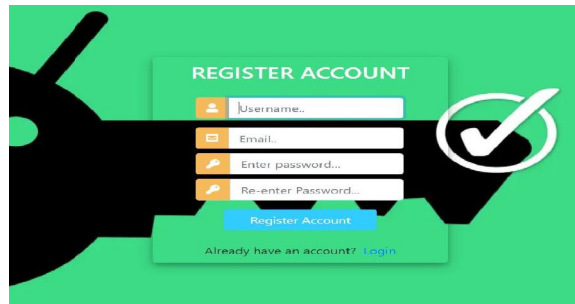 REGISTER ACCOUNT
Username..
Email..
Enter password...
Re-enter Password...
Register Account
Already have an account? Login